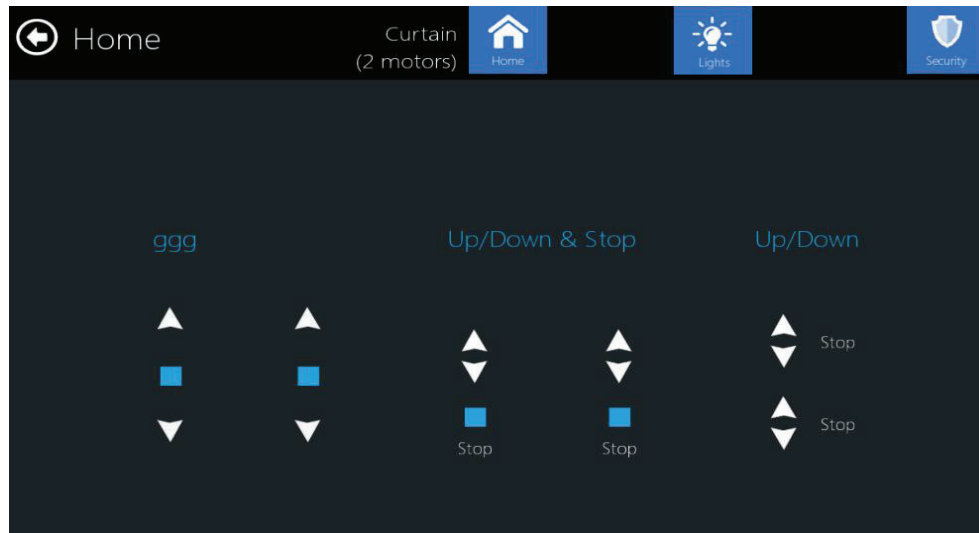 Home
Curtain
(2 motors)
Home
Lights
Security
ggg
Up/Down & Stop
Up/Down
Stop
Stop
Stop
Stop